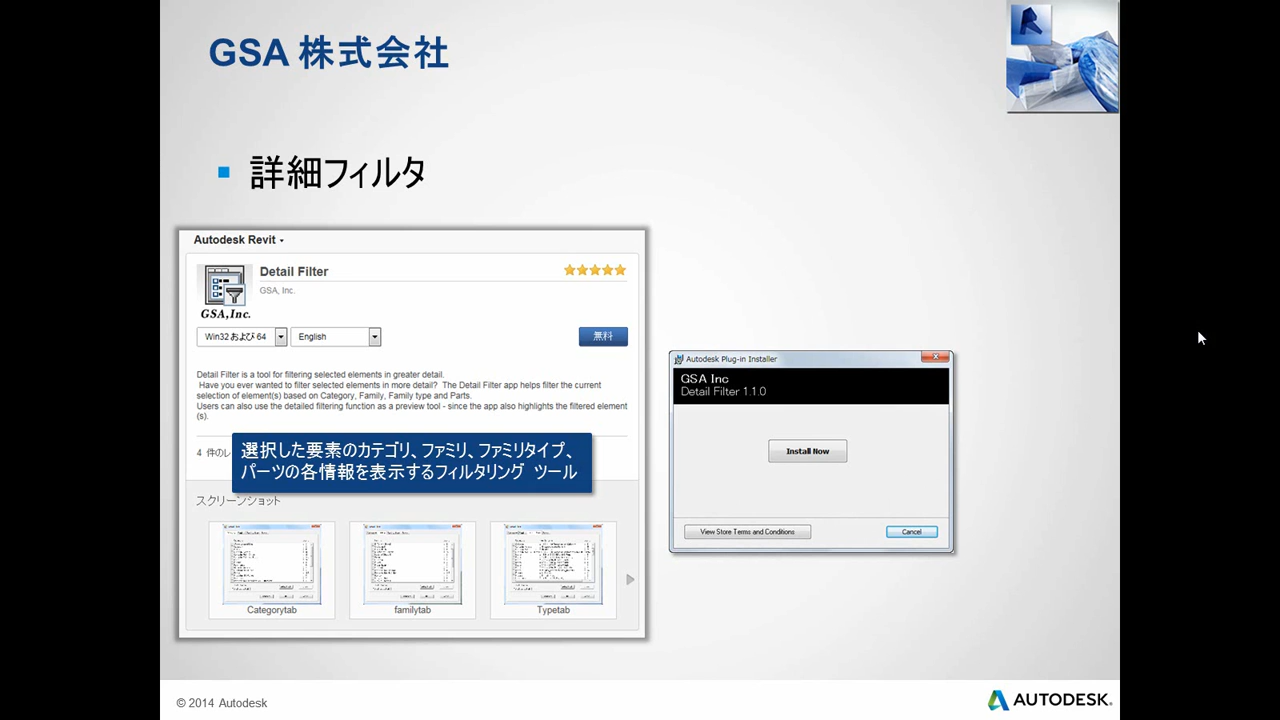 GSA 株式会社
詳細フィルタ
Autodesk Revit
Detail Filter
GSA, Inc.
GSA,Inc.
Win32 および 64
English
無料
Detail Filter is a tool for filtering selected elements in greater detail.
Have you ever wanted to filter selected elements in more detail? The Detail Filter app helps filter the current
selection of element(s) based on Category, Family, Family type and Parts.
Users can also use the detailed filtering function as a preview tool - since the app also highlights the filtered element
(s).
4 件のレ
選択した要素のカテゴリ、ファミリ、ファミリタイプ、
パーツの各情報を表示するフィルタリング ツール
スクリーンショット
Categorytab
familytab
Typetab
Autodesk Plug-in Installer
GSA Inc
Detail Filter 1.1.0
Install Now
View Store Terms and Conditions
Cancel
© 2014 Autodesk
AUTODESK.